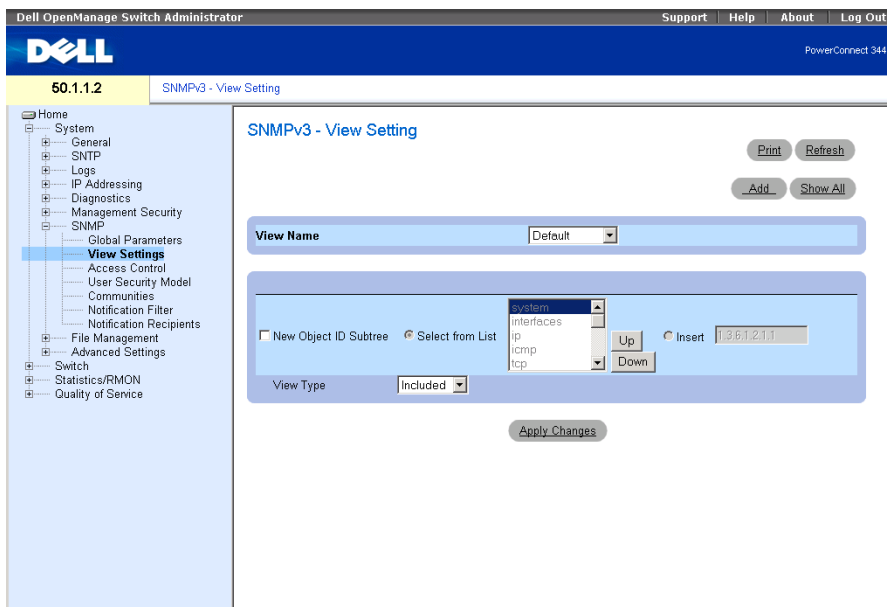 Dell OpenManage Switch Administrator
Support Help About Log Out
DELL
PowerConnect 344
50.1.1.2
SNMPv3 - View Setting
Home
System
General
SNTP
Logs
IP Addressing
Diagnostics
Management Security
SNMP
Global Parameters
View Settings
Access Control
User Security Model
Communities
Notification Filter
Notification Recipients
File Management
Advanced Settings
Switch
Statistics/RMON
Quality of Service
SNMPv3 - View Setting
Print Refresh
Add Show All
View Name Default
New Object ID Subtree Select from List
system
interfaces
ip
icmp
tcp
Up
Down
Insert 1.3.6.1.2.1.1
View Type Included
Apply Changes